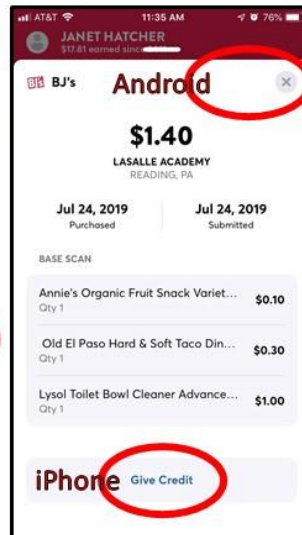 AT&T 11:35 AM 76%
JANET HATCHER
$17.81 earned since
BJ's Android
$1.40
LASALLE ACADEMY
READING, PA
Jul 24, 2019 Jul 24, 2019
Purchased Submitted
BASE SCAN
Annie's Organic Fruit Snack Variet... $0.10
Qty 1
Old El Paso Hard & Soft Taco Din... $0.30
Qty 1
Lysol Toilet Bowl Cleaner Advance... $1.00
Qty 1
iPhone Give Credit